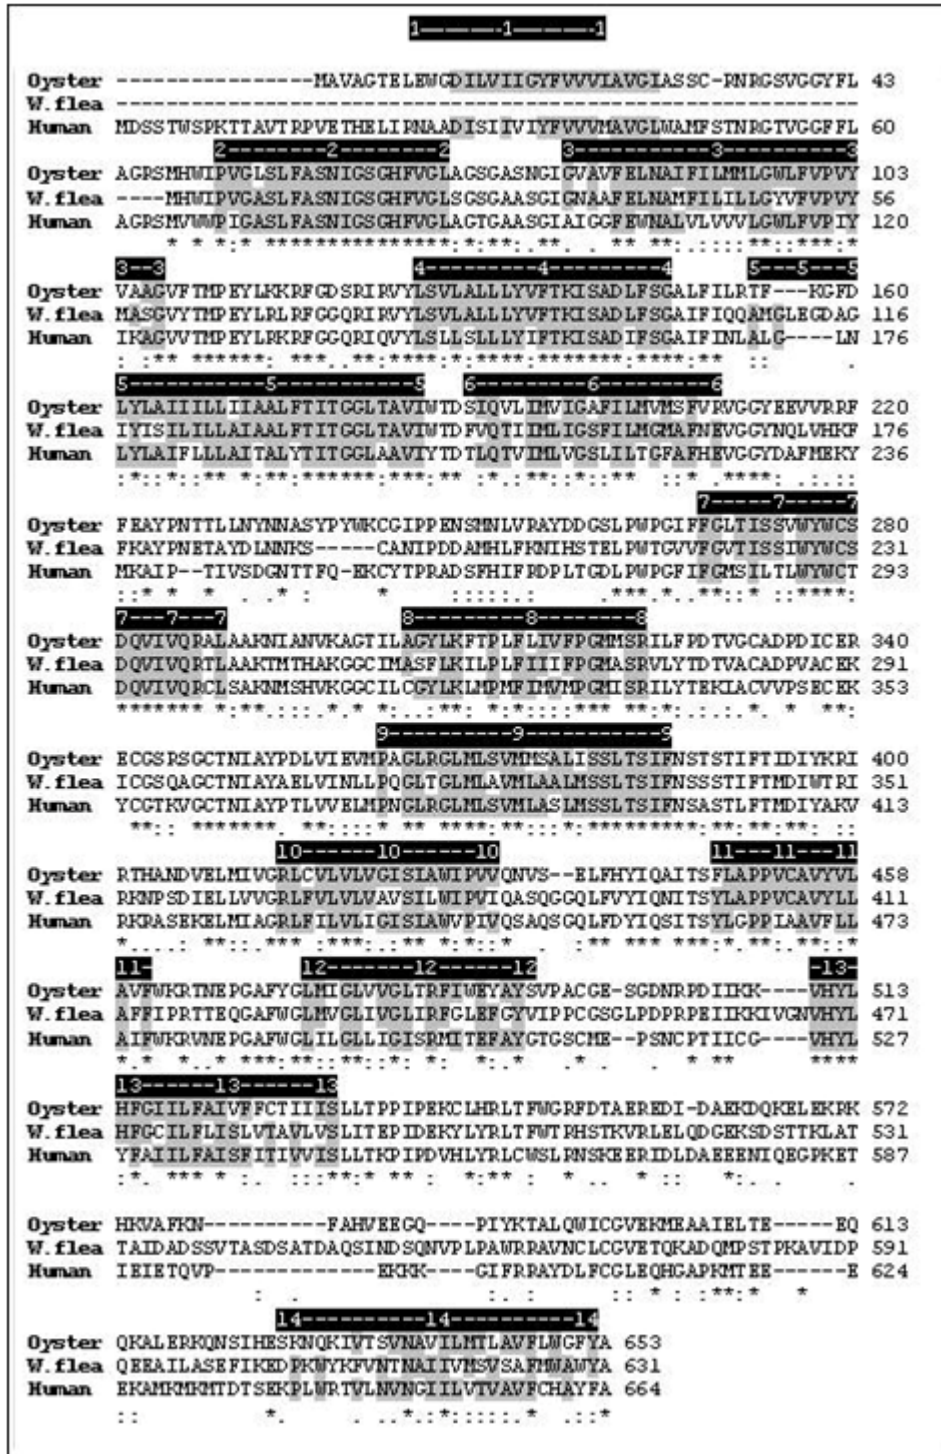 1-------1-------1
Oyster ----------------MAVAGTELEWGDILVIIGYFVVVIAVGIASSC-RNRGSVGGYFL 43
W.flea ------------------------------------------------------------
Human MDSSTWSPKTTAVTRPVETHELIRNAADISIIVIYFVVVMAVGLWAMFSTNRGTVGGFFL 60
2--------2--------2 3-----------3----------3
Oyster AGRSMHWIPVGLSLFASNIGSGHFVGLAGSGASNGIGVAVFELNAIFILMMLGWLFVPVY 103
W.flea ----MHWIPVGASLFASNIGSGHFVGLSGSGAASGIGNAAFELNAMFILILLGYVFVPVY 56
Human AGRSMVWWPIGASLFASNIGSGHFVGLAGTGAASGIAIGGFEWNALVLVVVLGWLFVPIY 120
* * *:* ***************:*:**::.**. . ** **:.:::: **::****:*
3--3 4---------4---------4 5---5---5
Oyster VAAGVFTMPEYLKKRFGDSRIRVYLSVLALLLYVFTKISADLFSGALFILRTF---KGFD 160
W.flea MASGVYTMPEYLRLRFGGQRIRVYLSVLALLLYVFTKISADLFSGAIFIQQAMGLEGDAG 116
Human IKAGVVTMPEYLRKRFGGQRIQVYLSLLSLLLYIFTKISADIFSGAIFINLALG----LN 176
5-----------5-----------5 6---------6---------6
Oyster LYLAIIILLIIAALFTITGGLTAVIWTDSIQVLIMVIGAFILMVMSFVRVGGYEEVVRRF 220
W.flea IYISILILLAIAALFTITGGLTAVIWTDFVQTIIMLIGSFILMGMAFNEVGGYNQLVHKF 176
Human LYLAIFLLLAITALYTITGGLAAVIYTDTLQTVIMLVGSLILTGFAFHEVGGYDAFMEKY 236
7-----7-----7
Oyster FEAYPNTTLLNYNNASYPYWKCGIPPENSMNLVRAYDDGSLPWPGIFFGLTISSVWYWCS 280
W.flea FKAYPNETAYDLNNKS-----CANIPDDAMHLFKNIHSTELPWTGVVFGVTISSIWYWCS 231
Human MKAIP--TIVSDGNTTFQ-EKCYTPRADSFHIFRDPLTGDLPWPGFIFGMSILTLWYWCT 293
7---7---7 8---------8--------8
Oyster DQVIVQRALAAKNIANVKAGTILAGYLKFTPLFLIVFPGMMSRILFPDTVGCADPDICER 340
W.flea DQVIVQRTLAAKTMTHAKGGCIMASFLKILPLFIIIFPGMASRVLYTDTVACADPVACEK 291
Human DQVIVQRCLSAKNMSHVKGGCILCGYLKLMPMFIMVMPGMISRILYTEKIACVVPSECEK 353
9----------9-----------9
Oyster ECGSRSGCTNIAYPDLVIEVMPAGLRGLMLSVMMSALISSLTSIFNSTSTIFTIDIYKRI 400
W.flea ICGSQAGCTNIAYAELVINLLPQGLTGLMLAVMLAALMSSLTSIFNSSSTIFTMDIWTRI 351
Human YCGTKVGCTNIAYPTLVVELMPNGLRGLMLSVMLASLMSSLTSIFNSASTLFTMDIYAKV 413
10------10------10 11---11---11
Oyster RTHANDVELMIVGRLCVLVLVGISIAWIPVVQNVS--ELFHYIQAITSFLAPPVCAVYVL 458
W.flea RKNPSDIELLVVGRLFVLVLVAVSILWIPVIQASQGGQLFVYIQNITSYLAPPVCAVYLL 411
Human RKRASEKELMIAGRLFILVLIGISIAWVPIVQSAQSGQLFDYIQSITSYLGPPIAAVFLL 473
11- 12-------12-------12 -13-
Oyster AVFWKRTNEPGAFYGLMIGLVVGLTRFIWEYAYSVPACGE-SGDNRPDIIKK----VHYL 513
W.flea AFFIPRTTEQGAFWGLMVGLIVGLIRFGLEFGYVIPPCGSGLPDPRPEIIKKIVGNVHYL 471
Human AIFWKRVNEPGAFWGLILGLLIGISRMITEFAYGTGSCME--PSNCPTIICG----VHYL 527
13------13------13
Oyster HFGIILFAIVFFCTIIISLLTPPIPEKCLHRLTFWGRFDTAEREDI-DAEKDQKELEKRK 572
W.flea HFGCILFLISLVTAVLVSLITEPIDEKYLYRLTFWTRHSTKVRLELQDGEKSDSTTKLAT 531
Human YFAIILFAISFITIVVISLLTKPIPDVHLYRLCWSLRNSKEERIDLDAEEENIQEGPKET 587
Oyster HKVAFKN----------FAHVEEGQ----PIYKTALQWICGVEKMEAAIELTE-----EQ 613
W.flea TAIDADSSVTASDSATDAQSINDSQNVPLPAWRRAVNCLCGVETQKADQMPSTPKAVIDP 591
Human IEIETQVP-------------EKKK----GIFRRAYDLFCGLEQHGAPKMTEE------E 624
14----------14-----------14
Oyster QKALERKQNSIHESKNQKIVTSVNAVILMTLAVFLWGFYA 653
W.flea QEEAILASEFIKEDPKWYKFVNTNAIIVMSVSAFMWAWYA 631
Human EKAMKMKMTDTSEKPLWRTVLNVNGIILVTVAVFCHAYFA 664